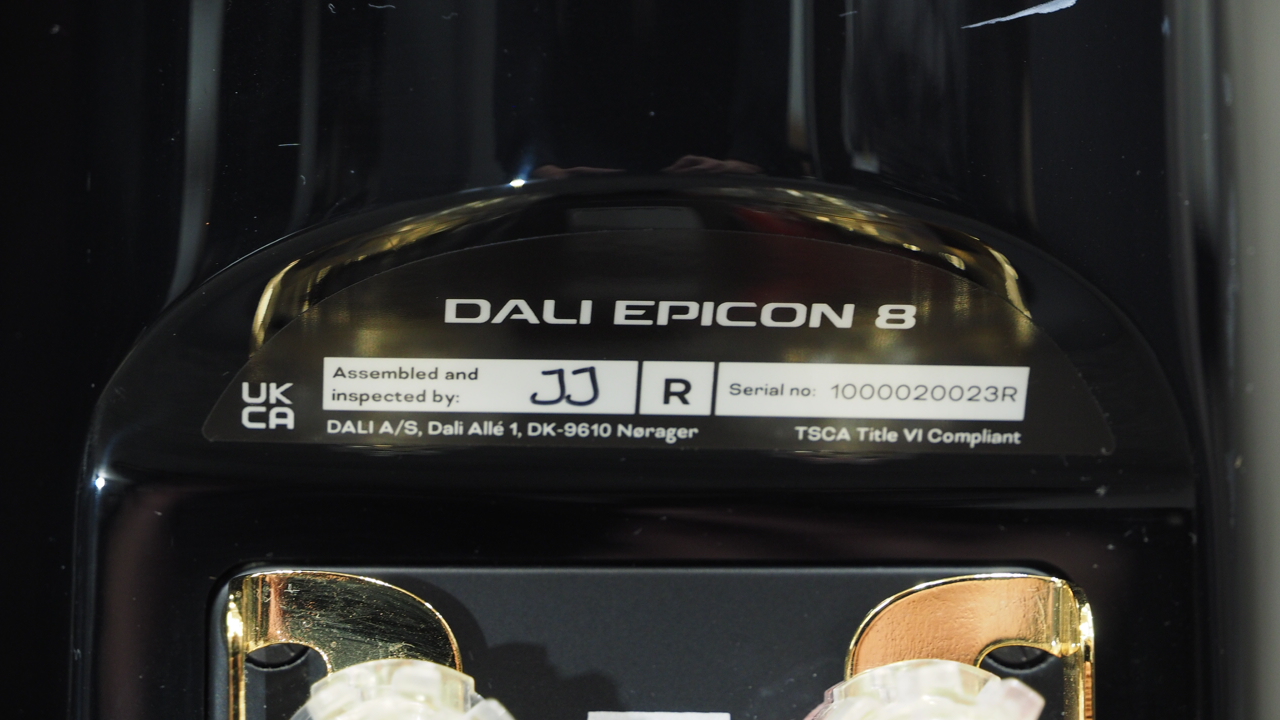 DALI EPICON 8
Assembled and
inspected by:
JJ
R
Serial no: 1000020023R
UK
CA
DALI A/S, Dali Allé 1, DK-9610 Nørager
TSCA Title VI Compliant